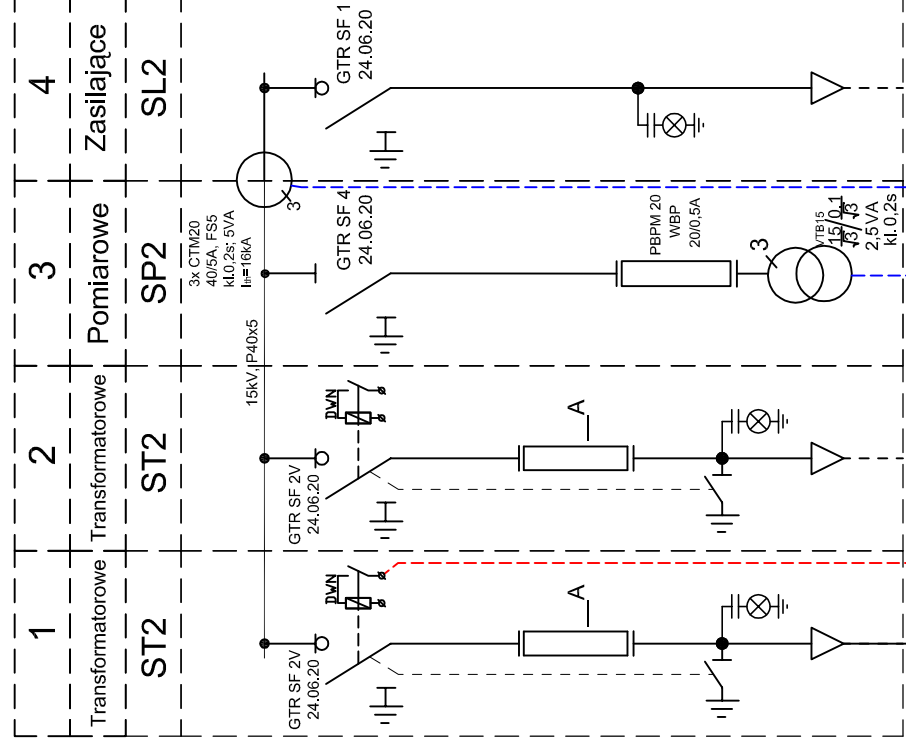 4
Zasilające
SL2
GTR SF 1
24.06.20
3
Pomiarowe
SP2
3x CTM20
40/5A, FS5
kl.0,2s; 5VA
Ith=16kA
3
GTR SF 4
24.06.20
PBPM 20
WBP
20/0,5A
3
VTB15
15/0,1
√3/√3
2,5VA
kl.0,2s
15kV, P40x5
2
Transformatorowe
ST2
GTR SF 2V
24.06.20
DWN
A
1
Transformatorowe
ST2
GTR SF 2V
24.06.20
DWN
A